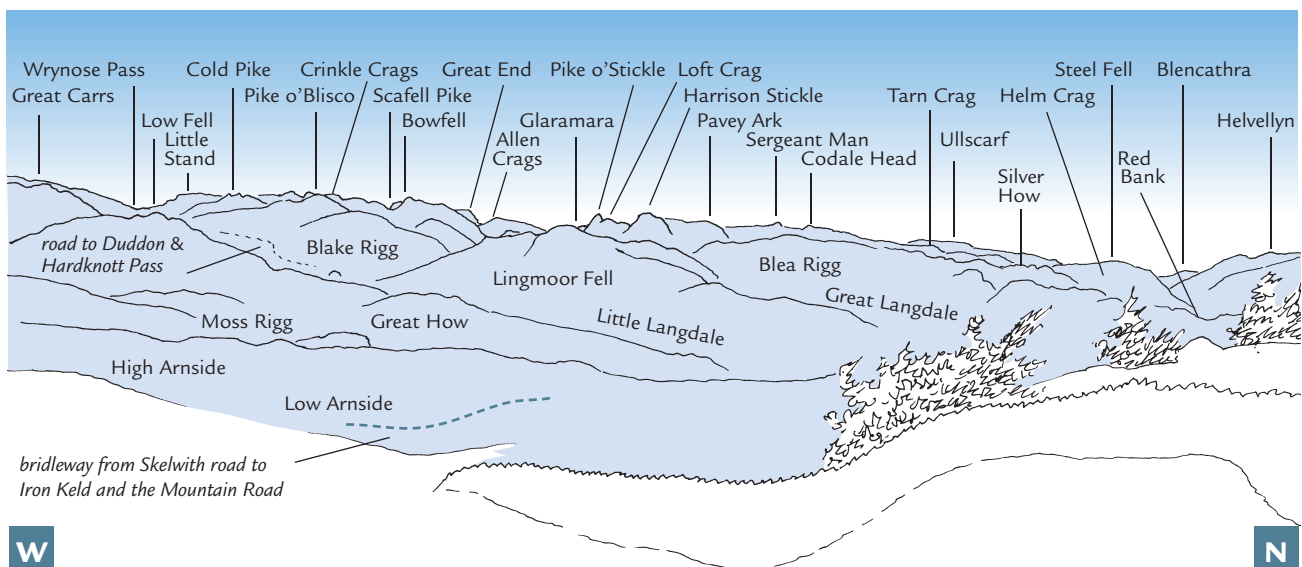 Wrynose Pass
Great Carrs
Low Fell
Little
Stand
Cold Pike
Pike o'Blisco
Crinkle Crags
Scafell Pike
Bowfell
Great End
Allen
Crags
Glaramara
Pike o'Stickle
Loft Crag
Harrison Stickle
Pavey Ark
Sergeant Man
Codale Head
Tarn Crag
Ullscarf
Silver
How
Helm Crag
Steel Fell
Red
Bank
Blencathra
Helvellyn
road to Duddon &
Hardknott Pass
Blake Rigg
Lingmoor Fell
Blea Rigg
Great Langdale
Moss Rigg
Great How
Little Langdale
High Arnside
Low Arnside
bridleway from Skelwith road to
Iron Keld and the Mountain Road
W
N